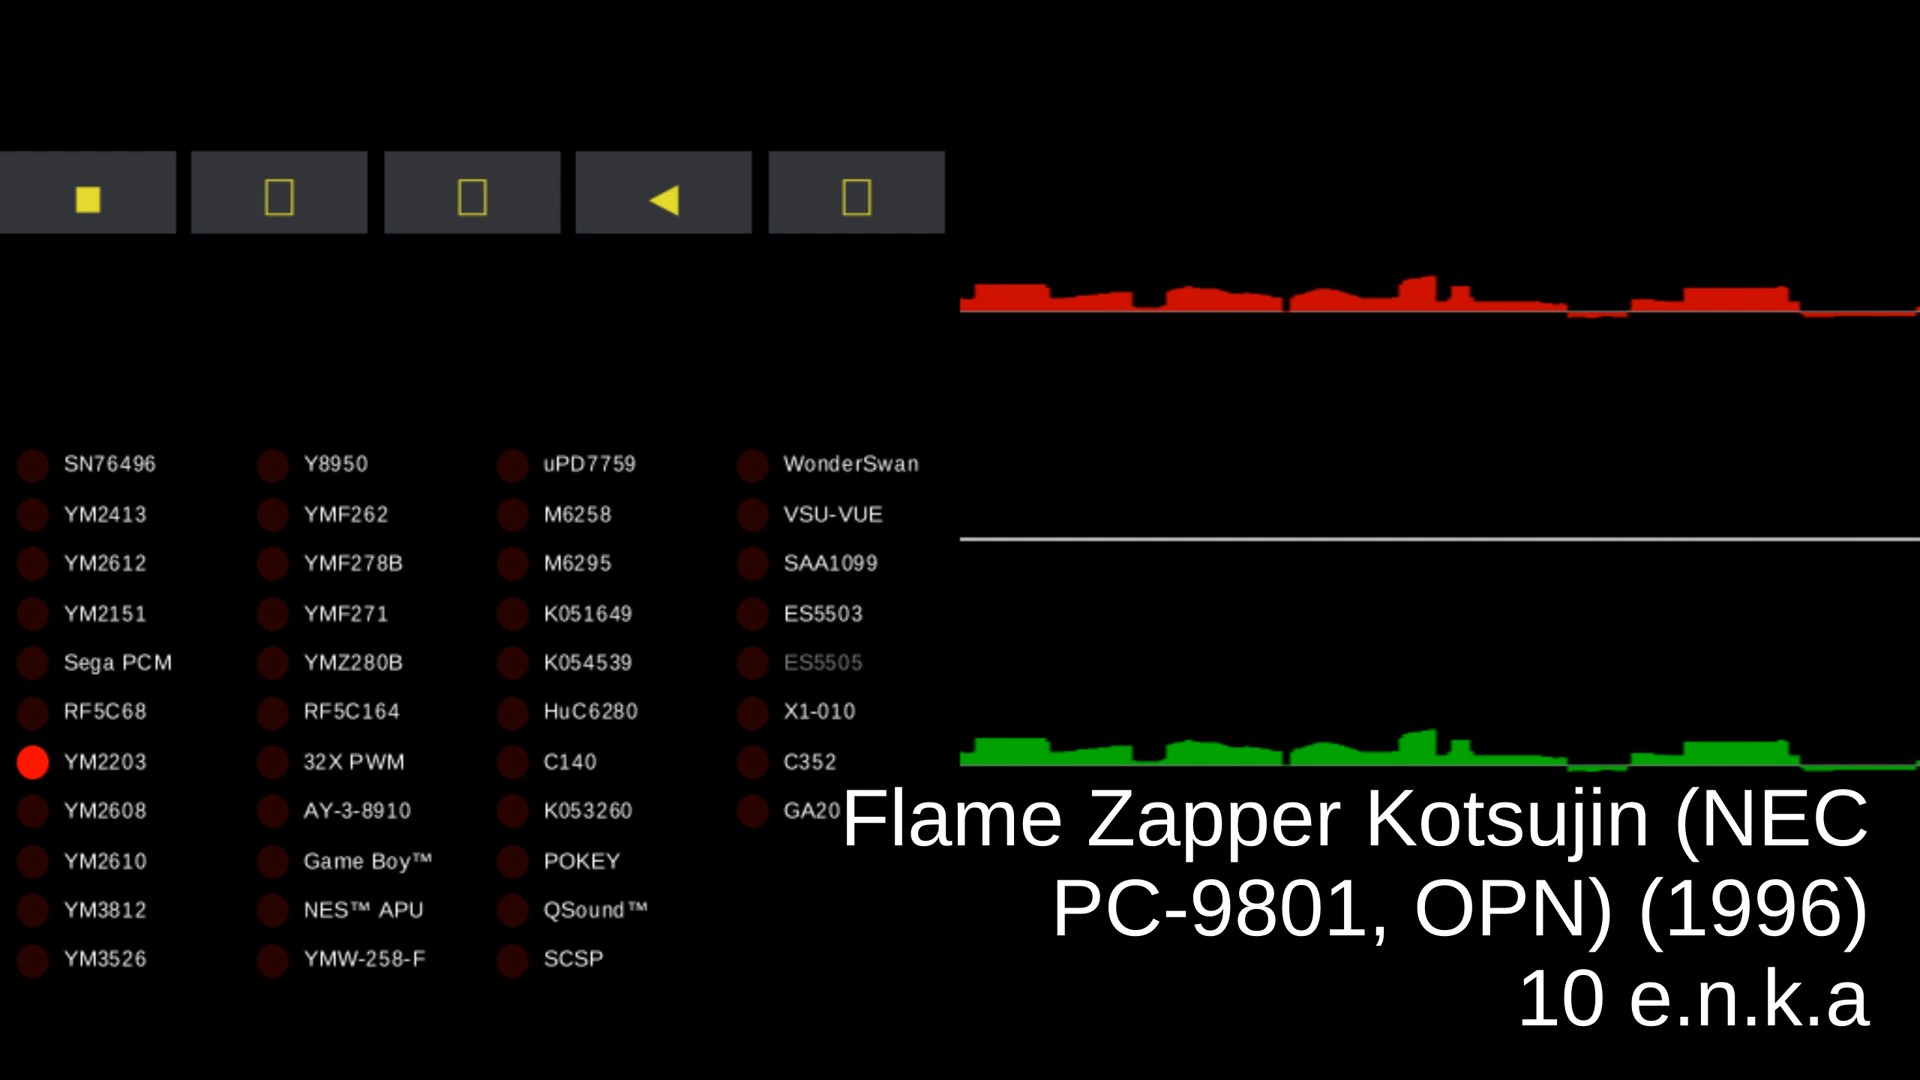 SN76496
YM2413
YM2612
YM2151
Sega PCM
RF5C68
YM2203
YM2608
YM2610
YM3812
YM3526
Y8950
YMF262
YMF278B
YMF271
YMZ280B
RF5C164
32X PWM
AY-3-8910
Game Boy™
NES™ APU
YMW-258-F
uPD7759
M6258
M6295
K051649
K054539
HuC6280
C140
K053260
POKEY
QSound™
SCSP
WonderSwan
VSU-VUE
SAA1099
ES5503
ES5505
X1-010
C352
GA20
Flame Zapper Kotsujin (NEC
PC-9801, OPN) (1996)
10 e.n.k.a